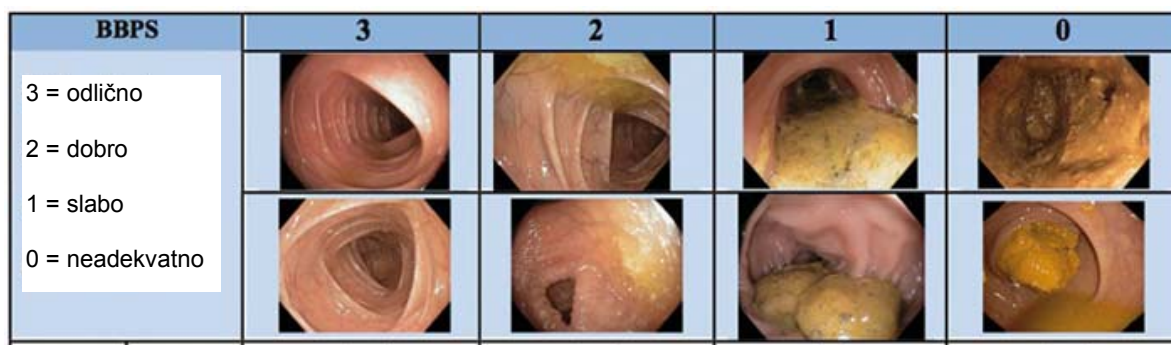 BBPS 3 2 1 0
3 = odlično
2 = dobro
1 = slabo
0 = neadekvatno